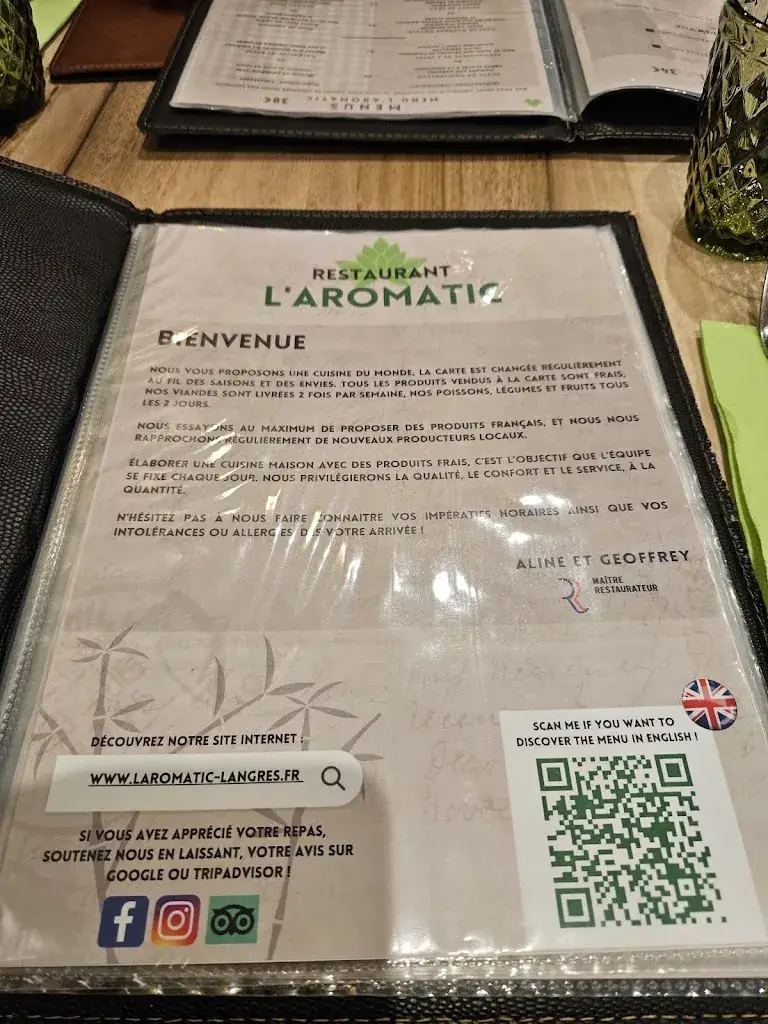 MENUS
MENU L'AROMATIC 38€
34€
RESTAURANT
L'AROMATIC
BIENVENUE
NOUS VOUS PROPOSONS UNE CUISINE DU MONDE, LA CARTE EST CHANGÉE RÉGULIÈREMENT
AU FIL DES SAISONS ET DES ENVIES. TOUS LES PRODUITS VENDUS À LA CARTE SONT FRAIS,
NOS VIANDES SONT LIVRÉES 2 FOIS PAR SEMAINE, NOS POISSONS, LÉGUMES ET FRUITS TOUS
LES 2 JOURS.
NOUS ESSAYONS AU MAXIMUM DE PROPOSER DES PRODUITS FRANÇAIS, ET NOUS NOUS
RAPPROCHONS RÉGULIÈREMENT DE NOUVEAUX PRODUCTEURS LOCAUX.
ÉLABORER UNE CUISINE MAISON AVEC DES PRODUITS FRAIS, C'EST L'OBJECTIF QUE L'ÉQUIPE
SE FIXE CHAQUE JOUR. NOUS PRIVILÉGIERONS LA QUALITÉ, LE CONFORT ET LE SERVICE, À LA
QUANTITÉ.
N'HÉSITEZ PAS À NOUS FAIRE CONNAITRE VOS IMPÉRATIFS HORAIRES AINSI QUE VOS
INTOLÉRANCES OU ALLERGIES DÈS VOTRE ARRIVÉE !
ALINE ET GEOFFREY
MAÎTRE
RESTAURATEUR
DÉCOUVREZ NOTRE SITE INTERNET :
WWW.LAROMATIC-LANGRES.FR
SI VOUS AVEZ APPRÉCIÉ VOTRE REPAS,
SOUTENEZ NOUS EN LAISSANT, VOTRE AVIS SUR
GOOGLE OU TRIPADVISOR !
SCAN ME IF YOU WANT TO
DISCOVER THE MENU IN ENGLISH !